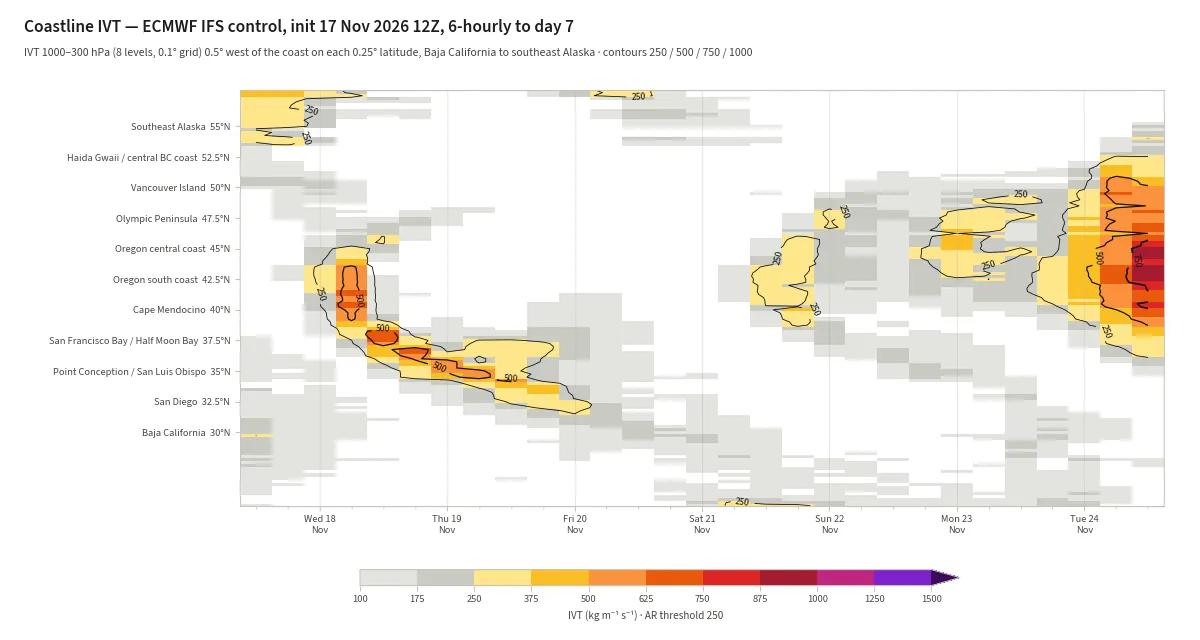 Coastline IVT — ECMWF IFS control, init 17 Nov 2026 12Z, 6-hourly to day 7
IVT 1000–300 hPa (8 levels, 0.1° grid) 0.5° west of the coast on each 0.25° latitude, Baja California to southeast Alaska · contours 250 / 500 / 750 / 1000
250
250
250
250
Southeast Alaska 55°N
Haida Gwaii / central BC coast 52.5°N
Vancouver Island 50°N
250
Olympic Peninsula 47.5°N
250
Oregon central coast 45°N
250
250
500
750
Oregon south coast 42.5°N
250
500
Cape Mendocino 40°N
250
500
250
San Francisco Bay / Half Moon Bay 37.5°N
500
500
Point Conception / San Luis Obispo 35°N
San Diego 32.5°N
Baja California 30°N
250
Wed 18 Nov
Thu 19 Nov
Fri 20 Nov
Sat 21 Nov
Sun 22 Nov
Mon 23 Nov
Tue 24 Nov
100 175 250 375 500 625 750 875 1000 1250 1500
IVT (kg m⁻¹ s⁻¹) · AR threshold 250